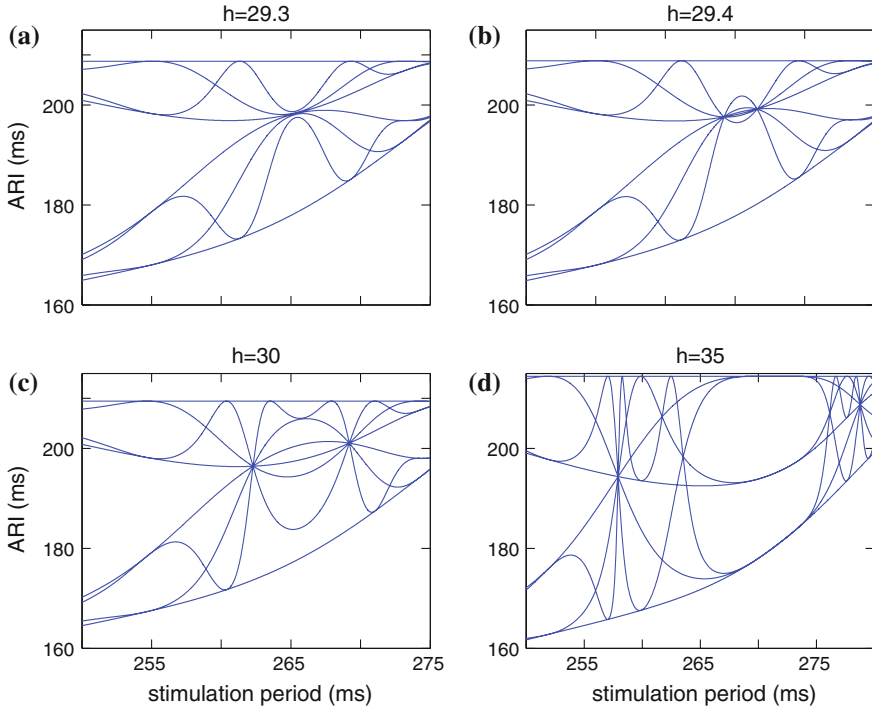 (a) h=29.3
(b) h=29.4
ARI (ms)
200
180
160
200
180
160
(c) h=30
(d) h=35
ARI (ms)
200
180
160
200
180
160
255 265 275
255 265 275
stimulation period (ms)
stimulation period (ms)